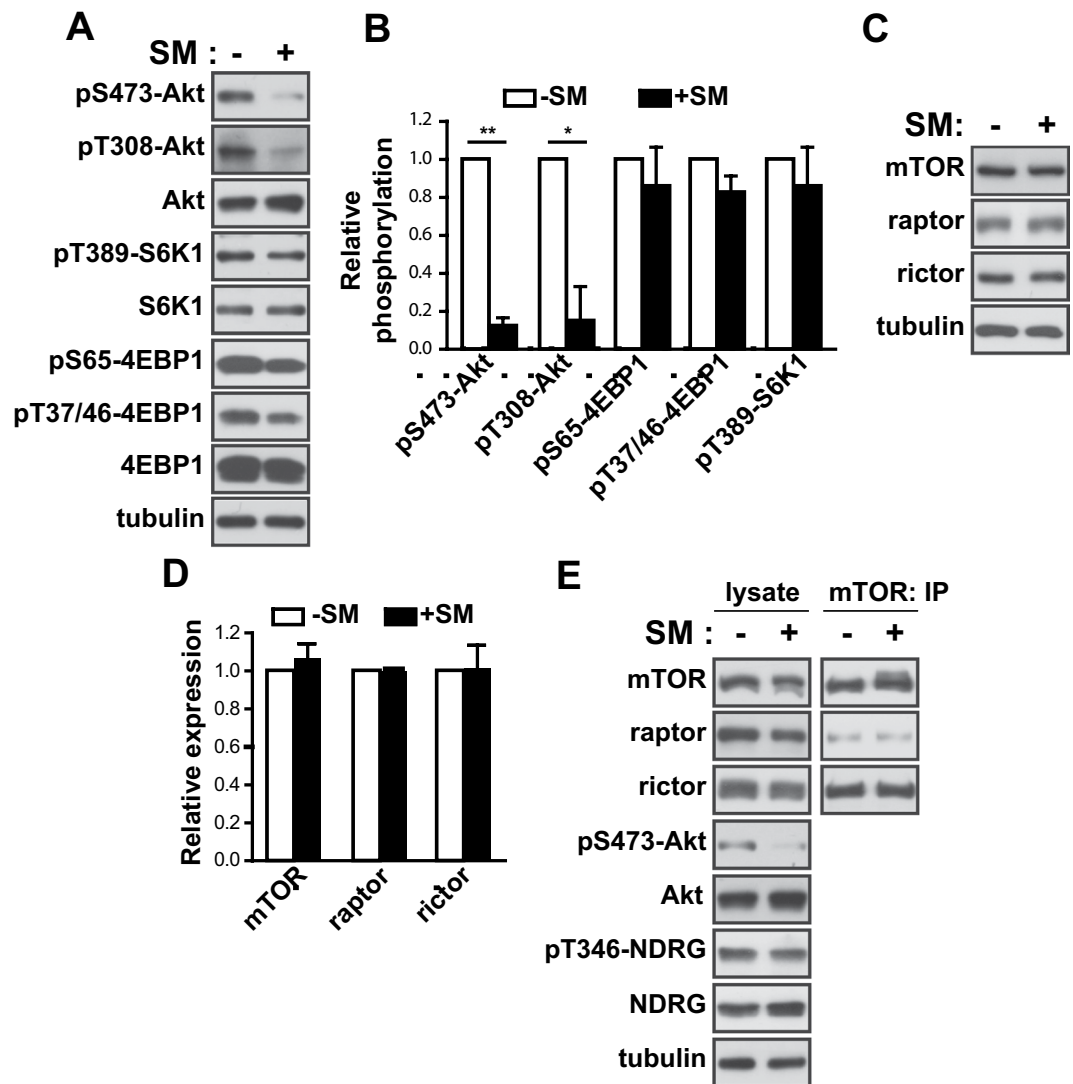 A
SM : - +
pS473-Akt
pT308-Akt
Akt
pT389-S6K1
S6K1
pS65-4EBP1
pT37/46-4EBP1
4EBP1
tubulin
B
-SM +SM
** *
Relative phosphorylation
1.2
1.0
0.8
0.6
0.4
0.2
0.0
pS473-Akt
pT308-Akt
pS65-4EBP1
pT37/46-4EBP1
pT389-S6K1
C
SM: - +
mTOR
raptor
rictor
tubulin
D
-SM +SM
Relative expression
1.2
1.0
0.8
0.6
0.4
0.2
0.0
mTOR
raptor
rictor
E
lysate mTOR: IP
SM : - + - +
mTOR
raptor
rictor
pS473-Akt
Akt
pT346-NDRG
NDRG
tubulin